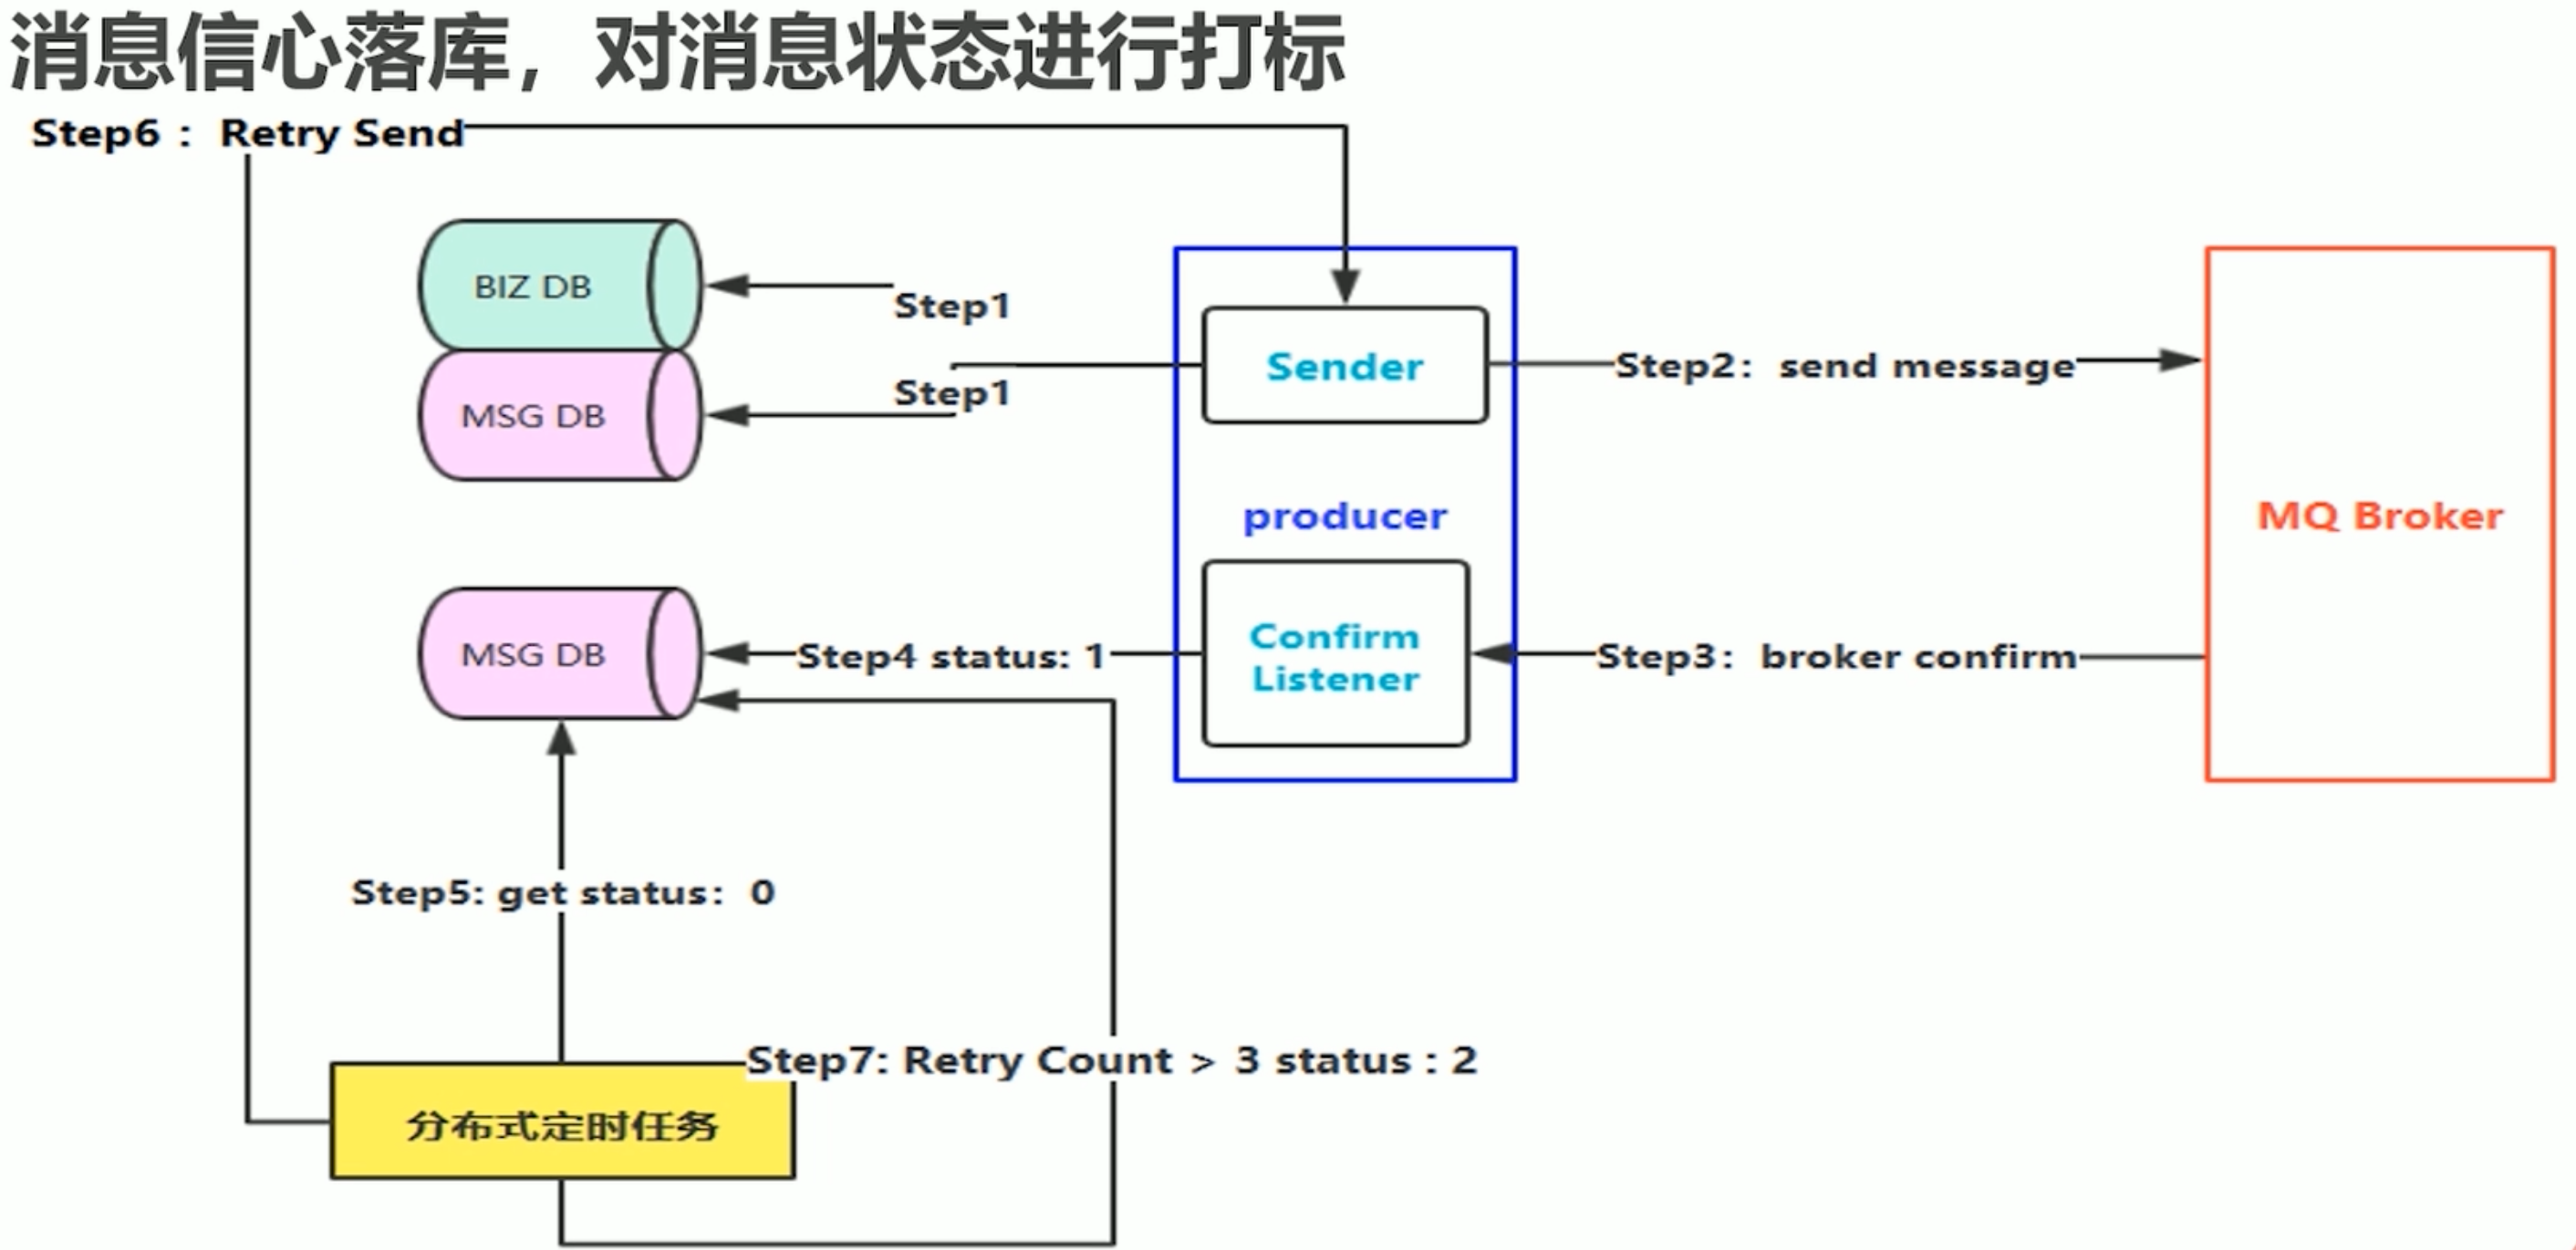 消息信心落库，对消息状态进行打标
Step6： Retry Send
BIZ DB
Step1
Sender
Step2： send message
Step1
MSG DB
producer
MQ Broker
Confirm
Listener
MSG DB
Step4 status: 1
Step3： broker confirm
Step5: get status： 0
Step7: Retry Count > 3 status : 2
分布式定时任务